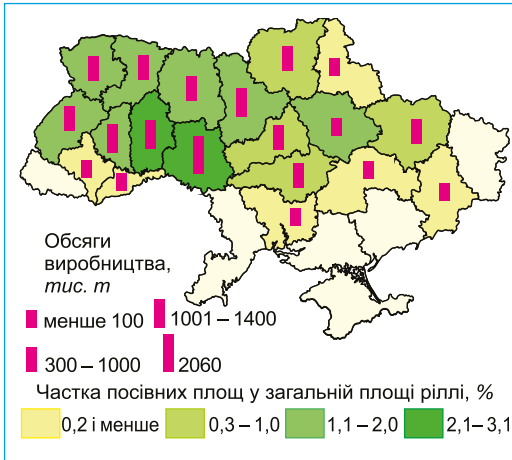 Обсяги
виробництва,
тис. т
менше 100 1001 – 1400
300 – 1000 2060
Частка посівних площ у загальній площі ріллі, %
0,2 і менше 0,3 – 1,0 1,1 – 2,0 2,1– 3,1